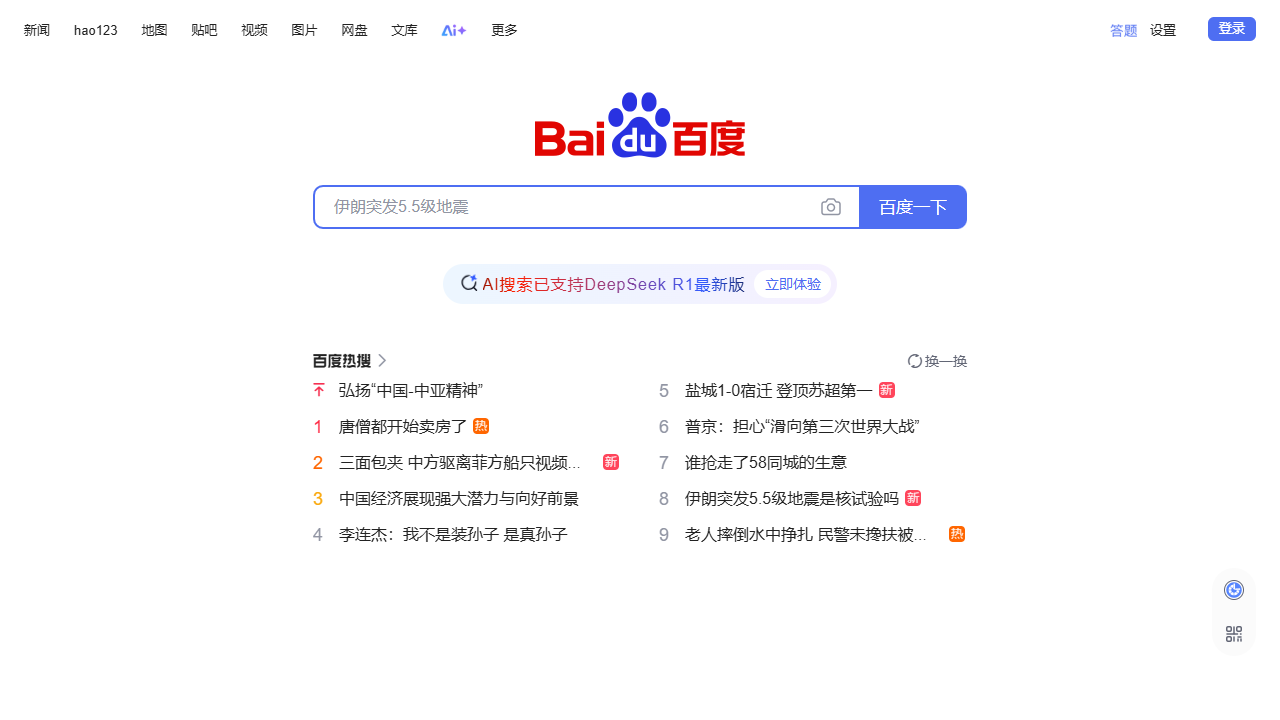 新闻 hao123 地图 贴吧 视频 图片 网盘 文库 Ai+ 更多 答题 设置 登录
Bai du 百度
伊朗突发5.5级地震 百度一下
AI搜索已支持DeepSeek R1最新版 立即体验
百度热搜 换一换
弘扬“中国-中亚精神”
1 唐僧都开始卖房了 热
2 三面包夹 中方驱离菲方船只视频... 新
3 中国经济展现强大潜力与向好前景
4 李连杰：我不是装孙子 是真孙子
5 盐城1-0宿迁 登顶苏超第一 新
6 普京：担心“滑向第三次世界大战”
7 谁抢走了58同城的生意
8 伊朗突发5.5级地震是核试验吗 新
9 老人摔倒水中挣扎 民警未搀扶被... 热